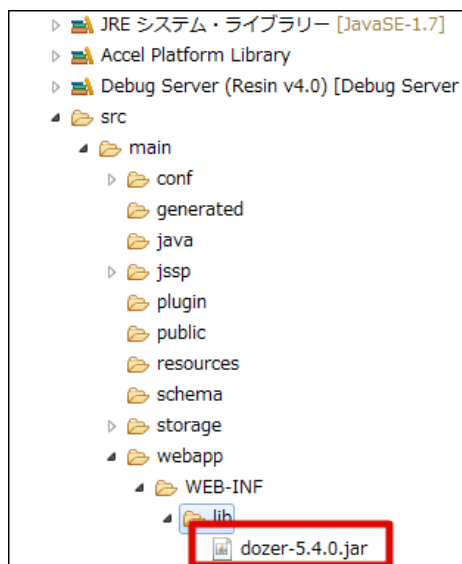 JRE システム・ライブラリー [JavaSE-1.7]
Accel Platform Library
Debug Server (Resin v4.0) [Debug Server
src
main
conf
generated
java
jssp
plugin
public
resources
schema
storage
webapp
WEB-INF
lib
dozer-5.4.0.jar